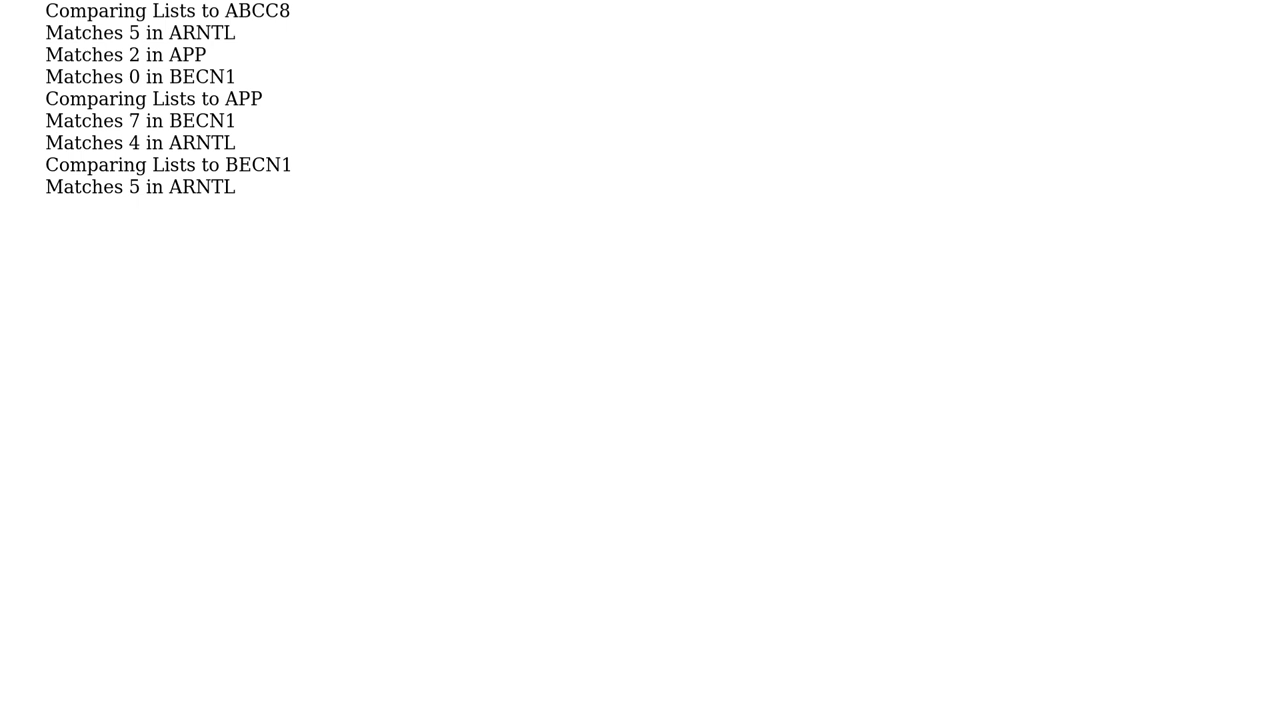 Comparing Lists to ABCC8
Matches 5 in ARNTL
Matches 2 in APP
Matches 0 in BECN1
Comparing Lists to APP
Matches 7 in BECN1
Matches 4 in ARNTL
Comparing Lists to BECN1
Matches 5 in ARNTL